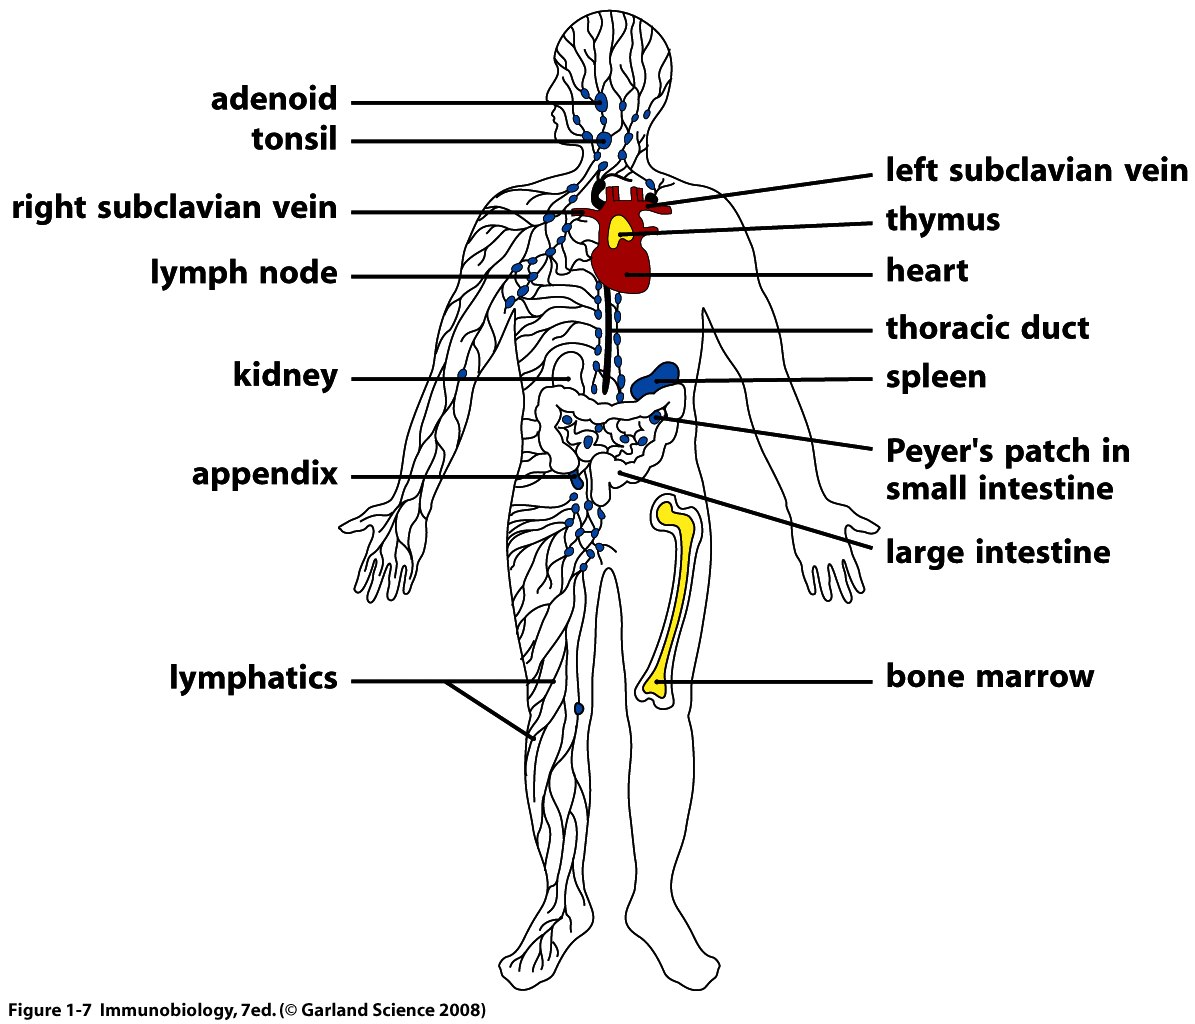 adenoid
tonsil
right subclavian vein
lymph node
kidney
appendix
lymphatics
left subclavian vein
thymus
heart
thoracic duct
spleen
Peyer's patch in
small intestine
large intestine
bone marrow
Figure 1-7 Immunobiology, 7ed. (© Garland Science 2008)